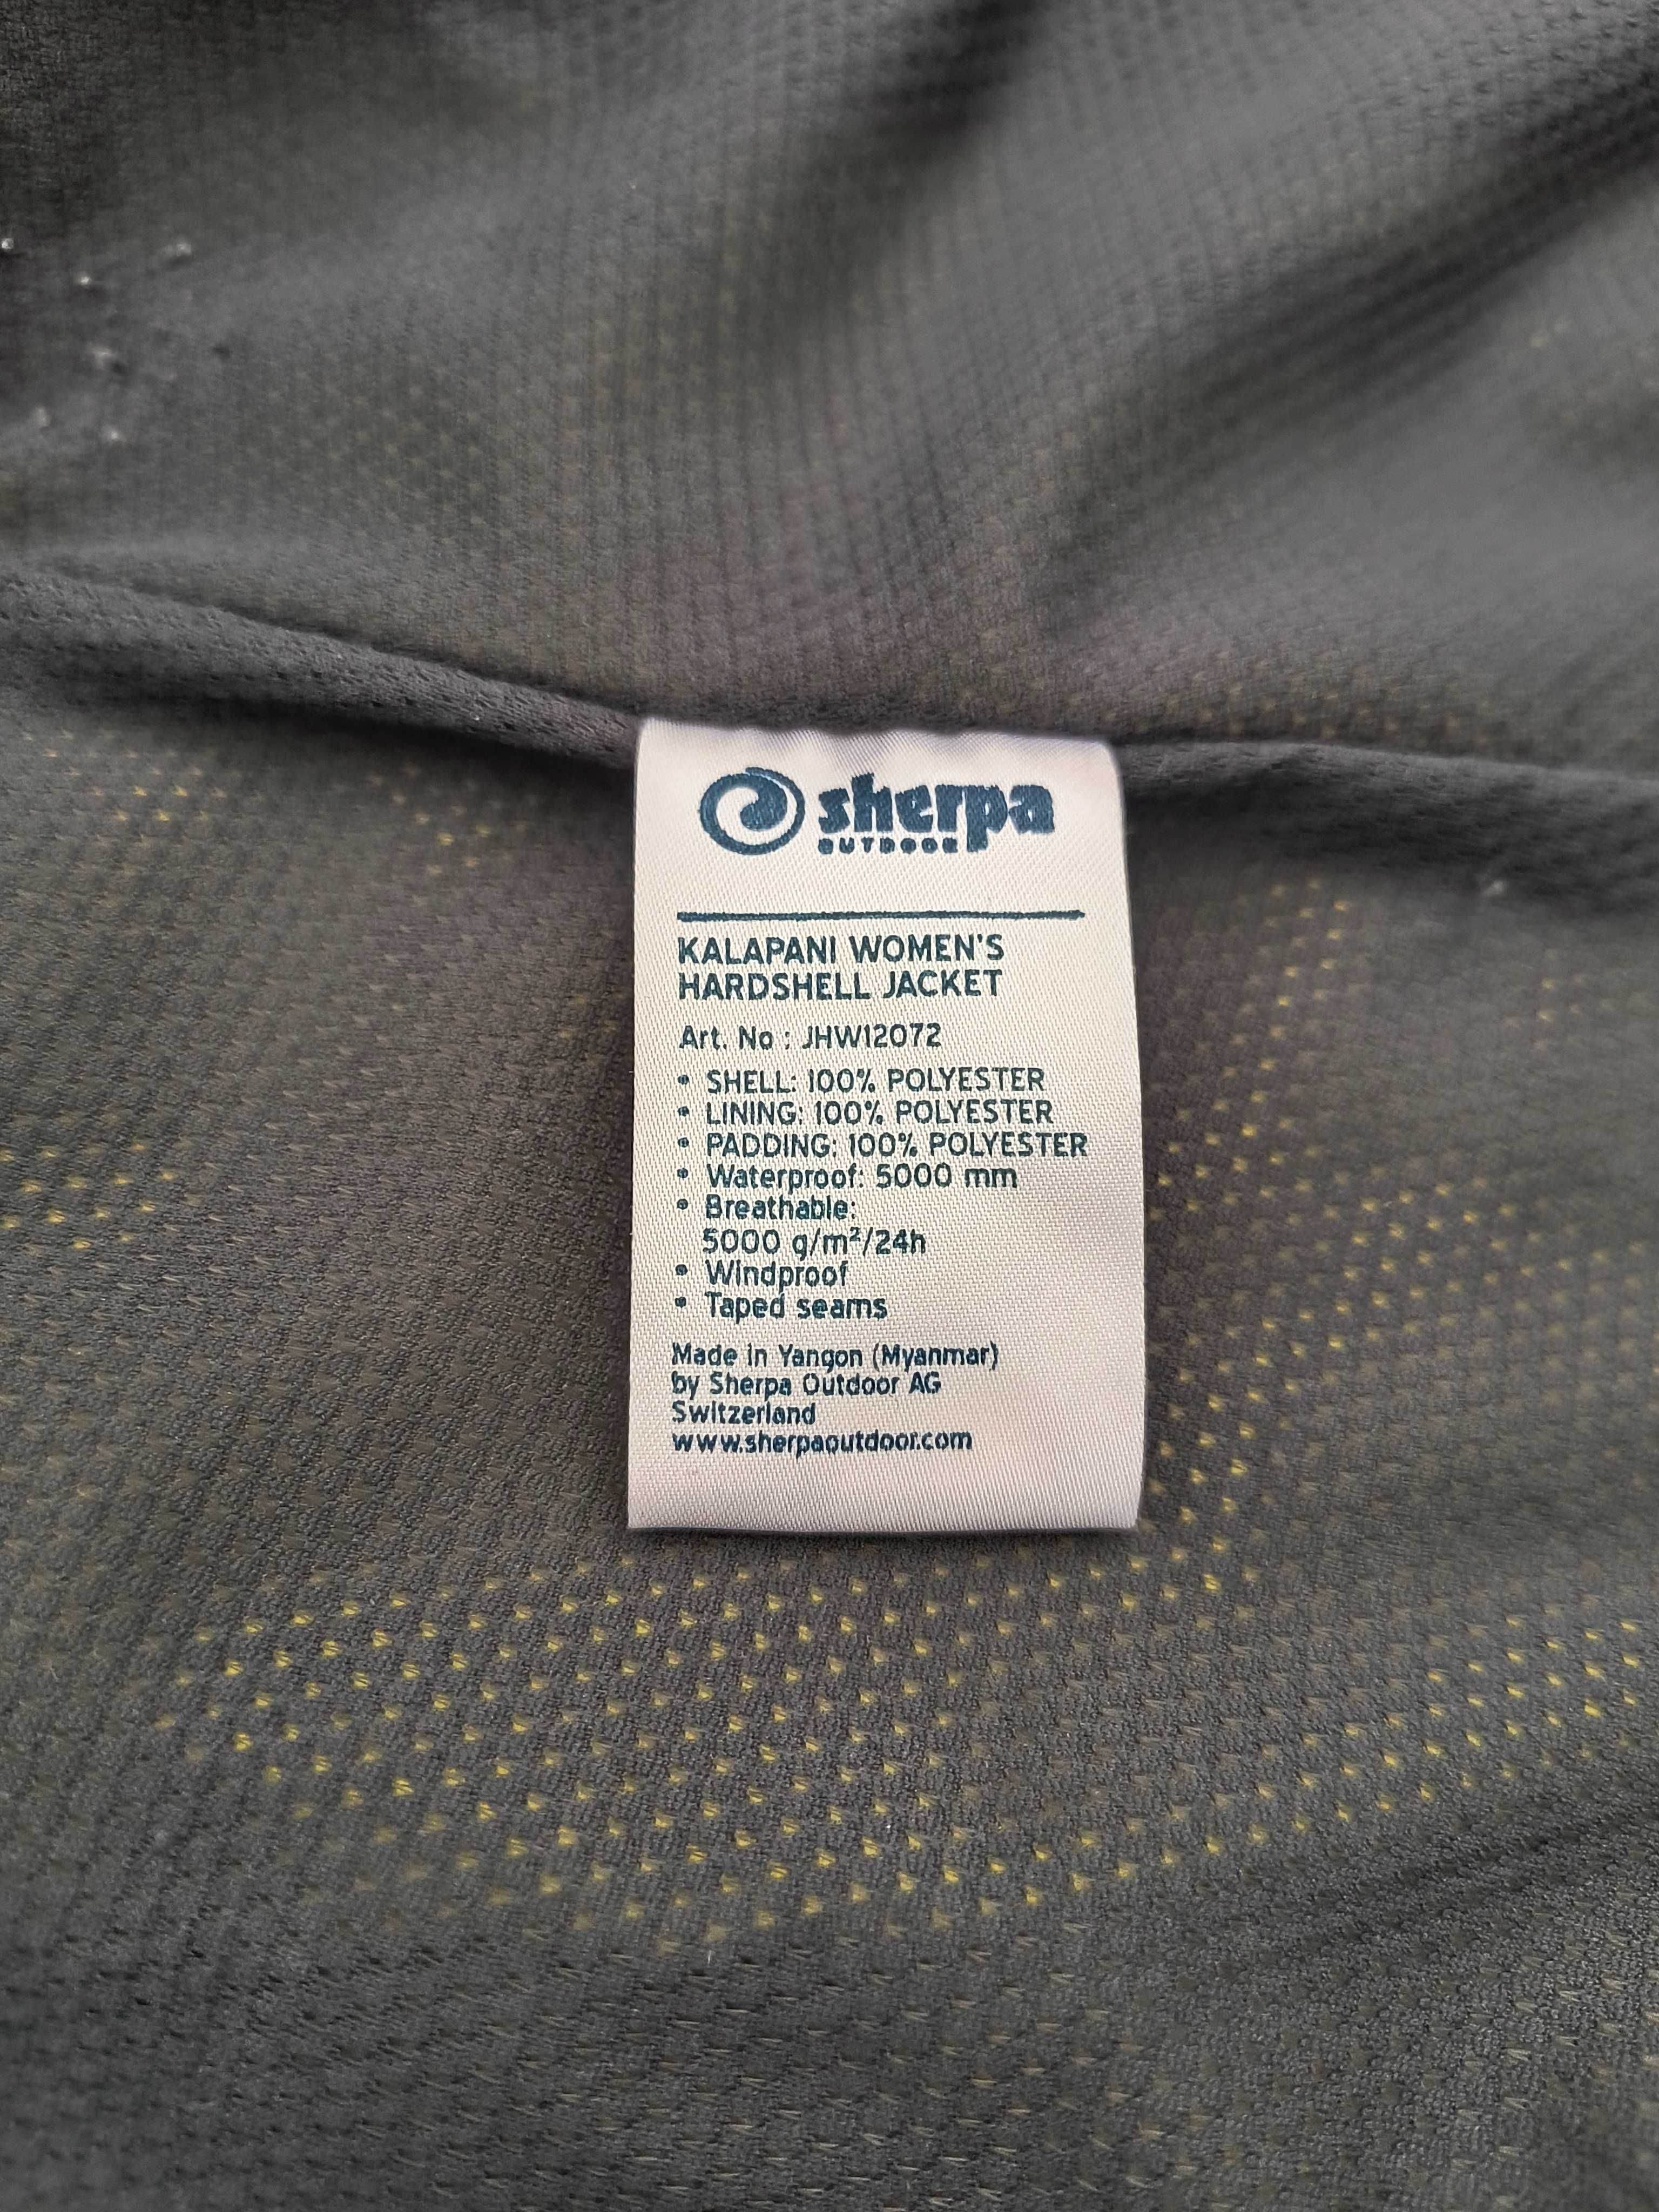 sherpa
OUTDOOR
KALAPANI WOMEN'S
HARDSHELL JACKET
Art. No : JHW12072
• SHELL: 100% POLYESTER
• LINING: 100% POLYESTER
• PADDING: 100% POLYESTER
• Waterproof: 5000 mm
• Breathable:
5000 g/m²/24h
• Windproof
• Taped seams
Made in Yangon (Myanmar)
by Sherpa Outdoor AG
Switzerland
www.sherpaoutdoor.com